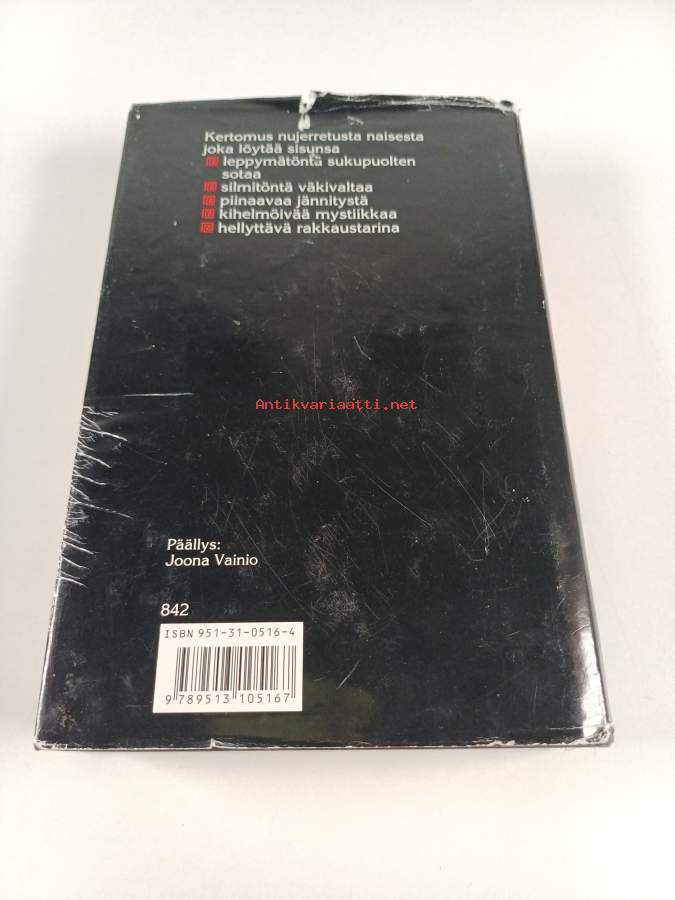 Kertomus nujerretusta naisesta
joka löytää sisunsa
leppymätöntä sukupuolten
sotaa
silmitöntä väkivaltaa
piinaavaa jännitystä
kihelmöivää mystiikkaa
hellyttävä rakkaustarina
Antikvariaatti.net
Päällys:
Joona Vainio
842
ISBN 951-31-0516-4
9 789513 105167